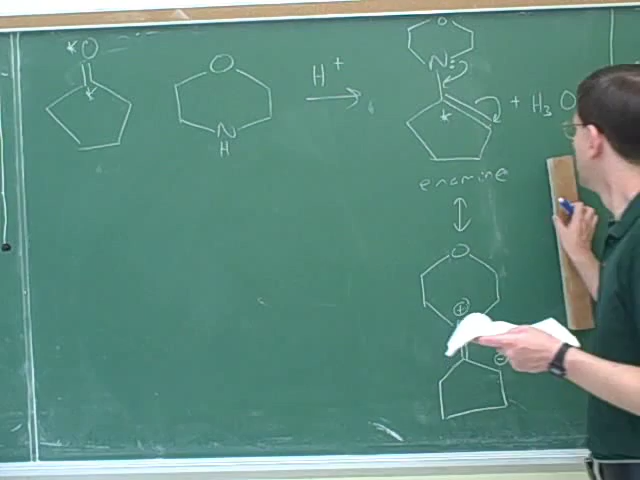 *O
*
O
N
H
H+
O
N:
*
+ H3O
enamine
O
⊕
⊖